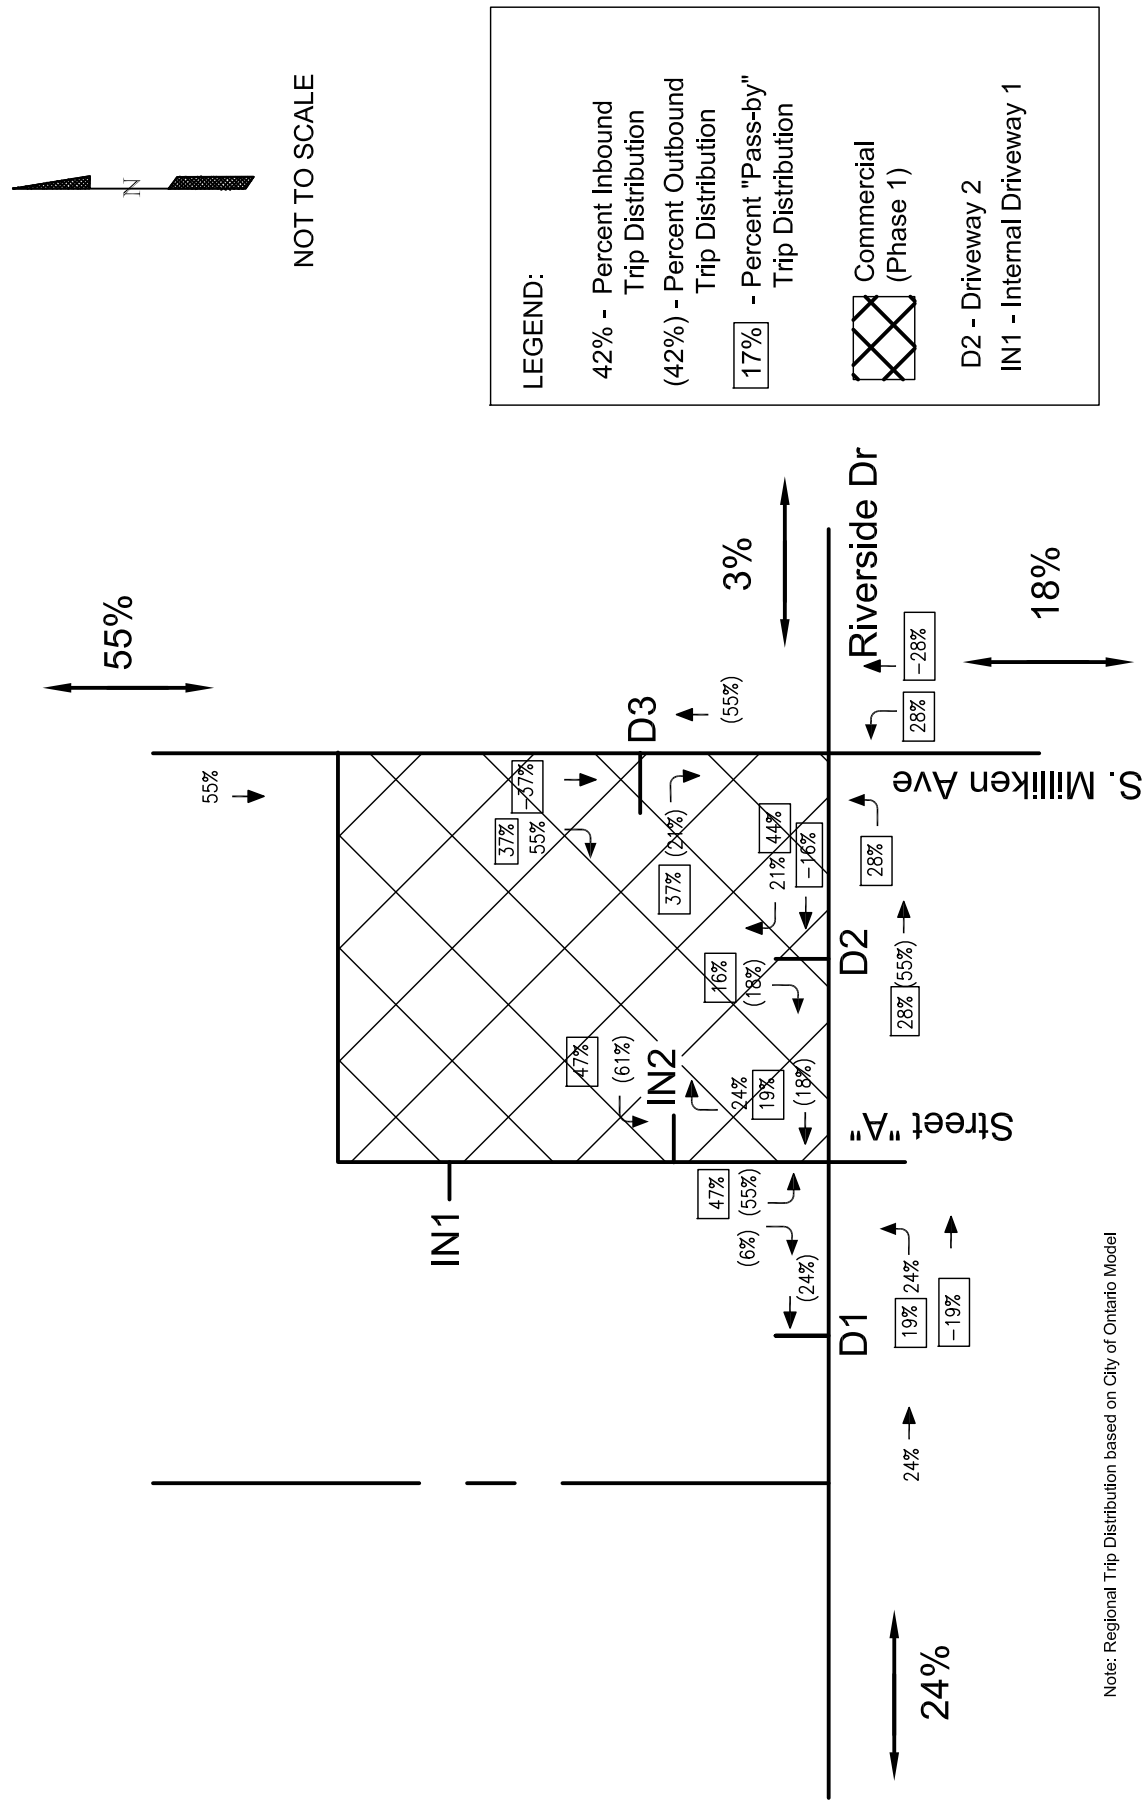 N
NOT TO SCALE
LEGEND:
42% - Percent Inbound
Trip Distribution
(42%) - Percent Outbound
Trip Distribution
17% - Percent "Pass-by"
Trip Distribution
Commercial
(Phase 1)
D2 - Driveway 2
IN1 - Internal Driveway 1
55%
3%
18%
24%
Riverside Dr
S. Milliken Ave
Street "A"
D1
D2
D3
IN1
IN2
55%
-37%
37%
55%
(55%)
37%
(21%)
44%
21%
-16%
16%
(18%)
47%
(61%)
24%
19%
(18%)
47%
(55%)
(6%)
(24%)
-28%
28%
28%
28% (55%)
19% 24%
-19%
24%
Note: Regional Trip Distribution based on City of Ontario Model